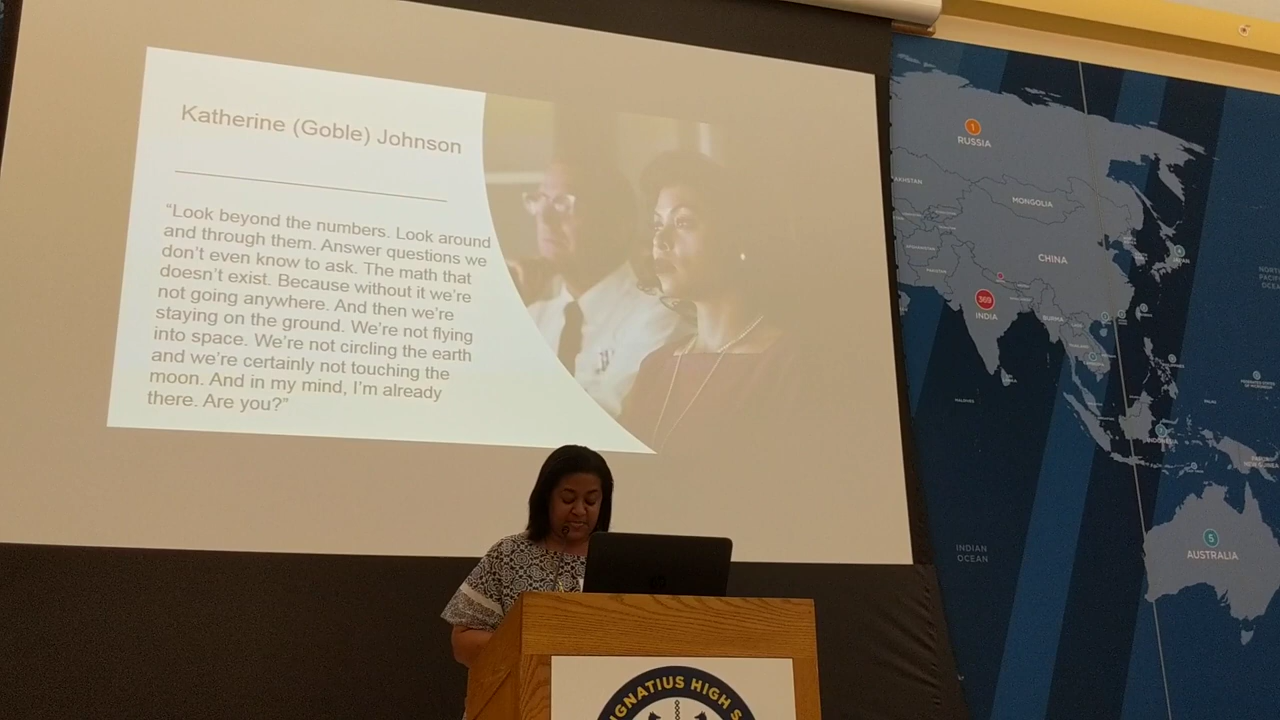 Katherine (Goble) Johnson
“Look beyond the numbers. Look around
and through them. Answer questions we
don’t even know to ask. The math that
doesn’t exist. Because without it we’re
not going anywhere. And then we’re
staying on the ground. We’re not flying
into space. We’re not circling the earth
and we’re certainly not touching the
moon. And in my mind, I’m already
there. Are you?”
1
RUSSIA
MONGOLIA
CHINA
369
INDIA
BURMA
INDONESIA
MALDIVES
INDIAN
OCEAN
5
AUSTRALIA
IGNATIUS HIGH S